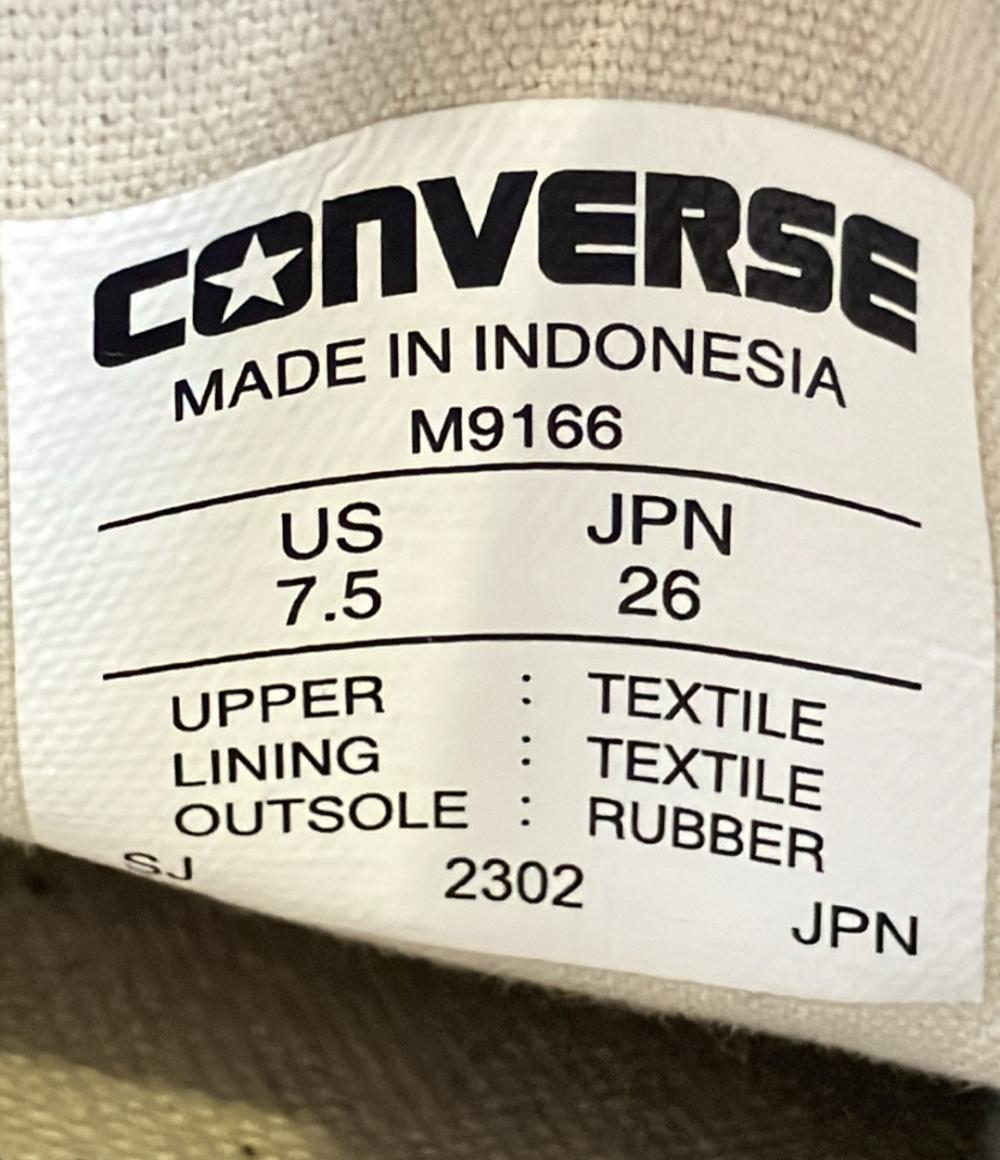 CONVERSE
MADE IN INDONESIA
M9166
US JPN
7.5 26
UPPER : TEXTILE
LINING : TEXTILE
OUTSOLE : RUBBER
SJ 2302 JPN